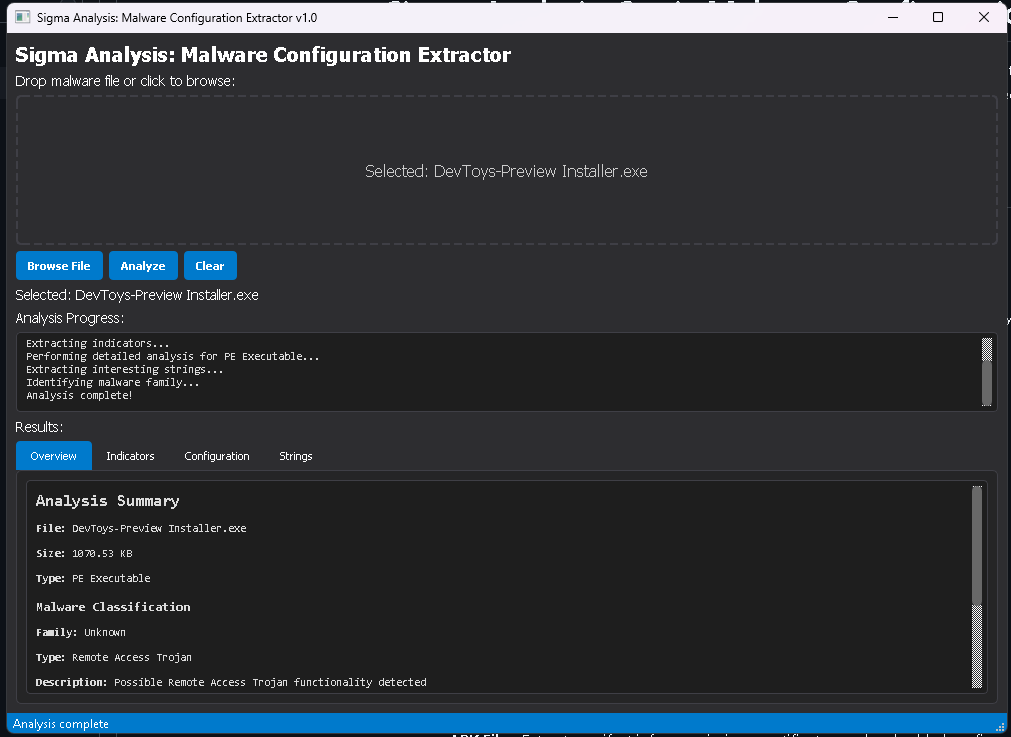 Sigma Analysis: Malware Configuration Extractor v1.0
Sigma Analysis: Malware Configuration Extractor
Drop malware file or click to browse:
Selected: DevToys-Preview Installer.exe
Browse File Analyze Clear
Selected: DevToys-Preview Installer.exe
Analysis Progress:
Extracting indicators...
Performing detailed analysis for PE Executable...
Extracting interesting strings...
Identifying malware family...
Analysis complete!
Results:
Overview Indicators Configuration Strings
Analysis Summary
File: DevToys-Preview Installer.exe
Size: 1070.53 KB
Type: PE Executable
Malware Classification
Family: Unknown
Type: Remote Access Trojan
Description: Possible Remote Access Trojan functionality detected
Analysis complete